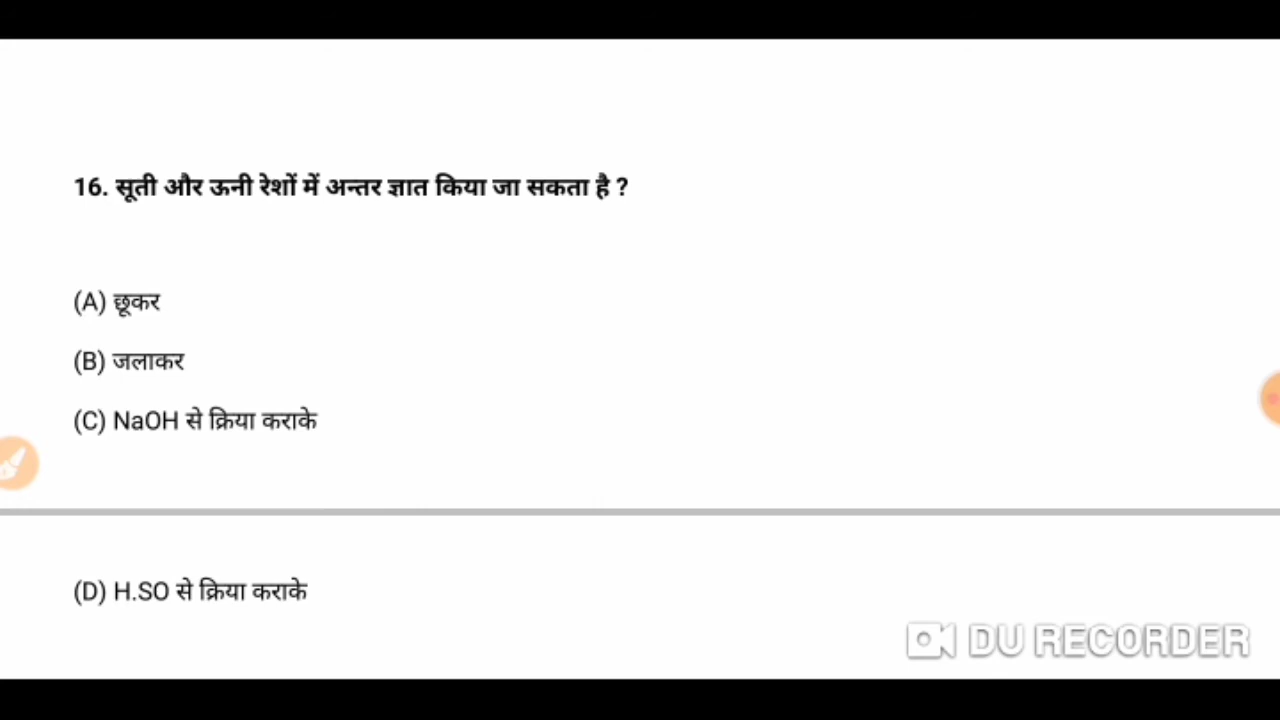 16. सूती और ऊनी रेशों में अन्तर ज्ञात किया जा सकता है ?
(A) छूकर
(B) जलाकर
(C) NaOH से क्रिया कराके
(D) H.SO से क्रिया कराके
DU RECORDER